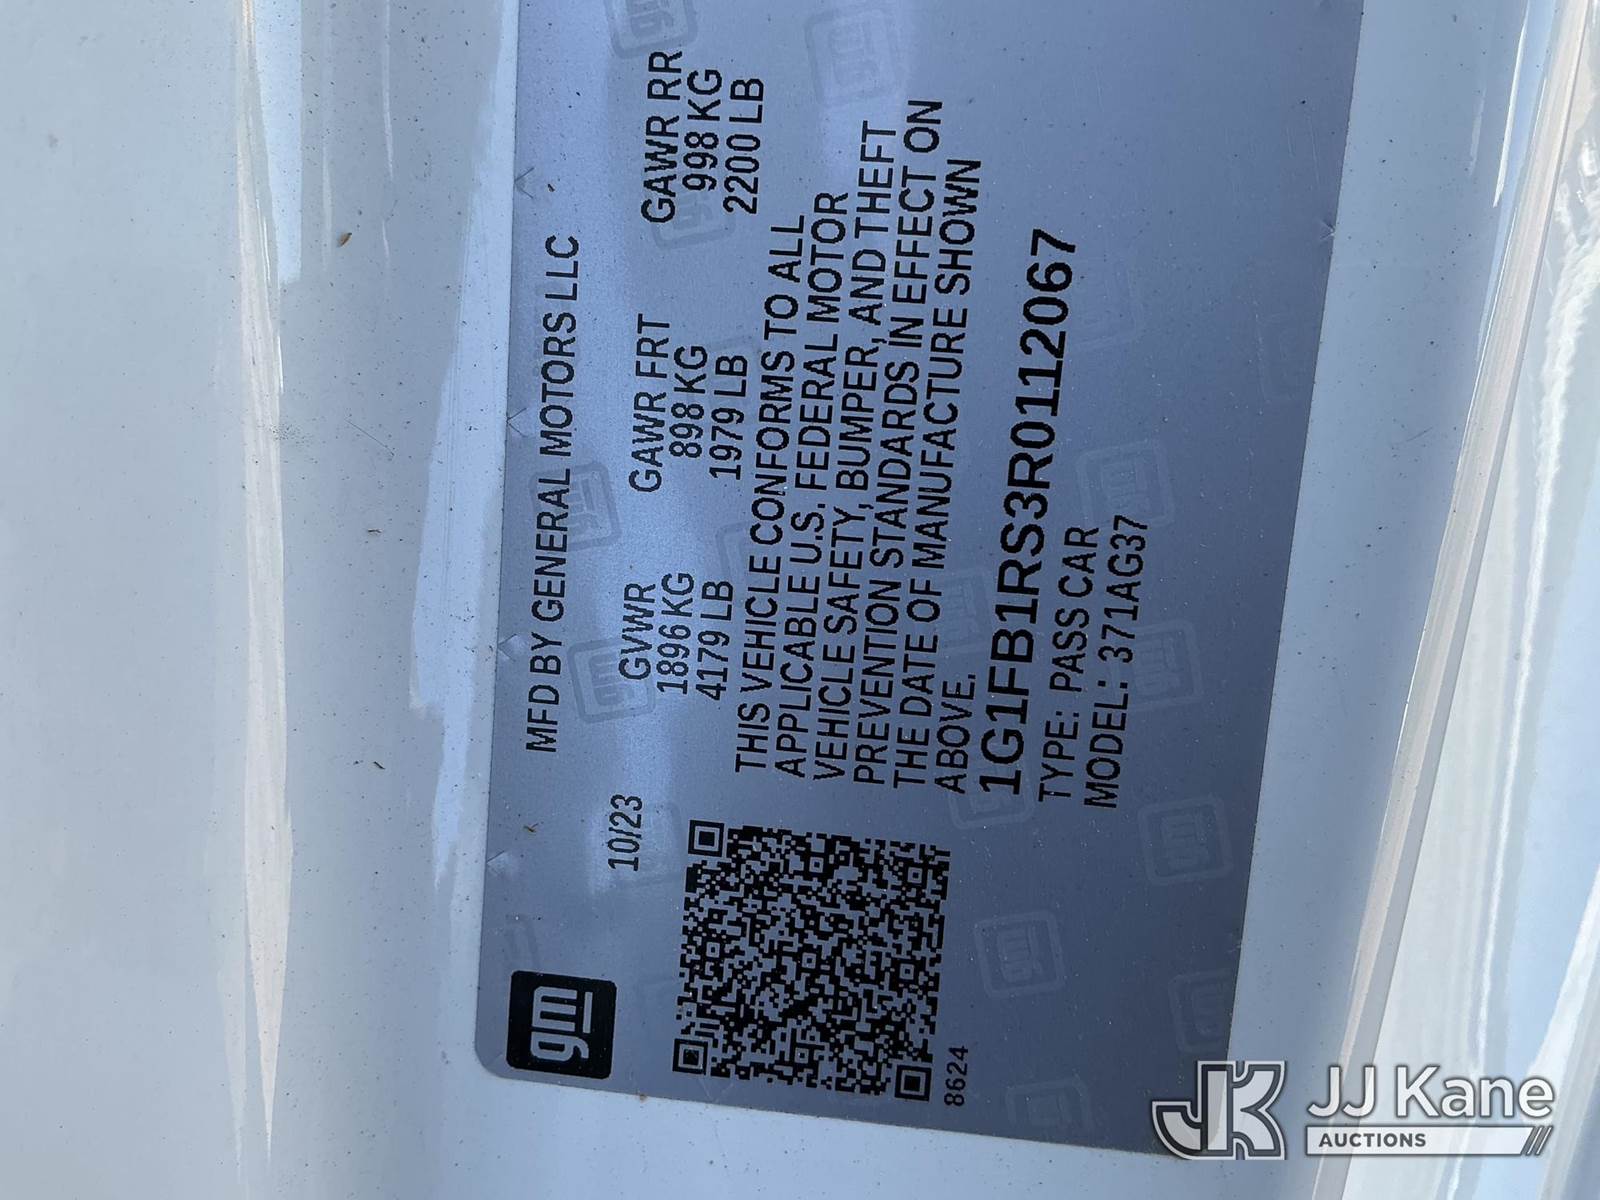 gm
MFD BY GENERAL MOTORS LLC
10/23
GVWR GAWR FRT GAWR RR
1896 KG 898 KG 998 KG
4179 LB 1979 LB 2200 LB
THIS VEHICLE CONFORMS TO ALL
APPLICABLE U.S. FEDERAL MOTOR
VEHICLE SAFETY, BUMPER, AND THEFT
PREVENTION STANDARDS IN EFFECT ON
THE DATE OF MANUFACTURE SHOWN
ABOVE.
1G1FB1RS3R0112067
TYPE: PASS CAR
MODEL: 371AG37
8624
JK JJ Kane
AUCTIONS